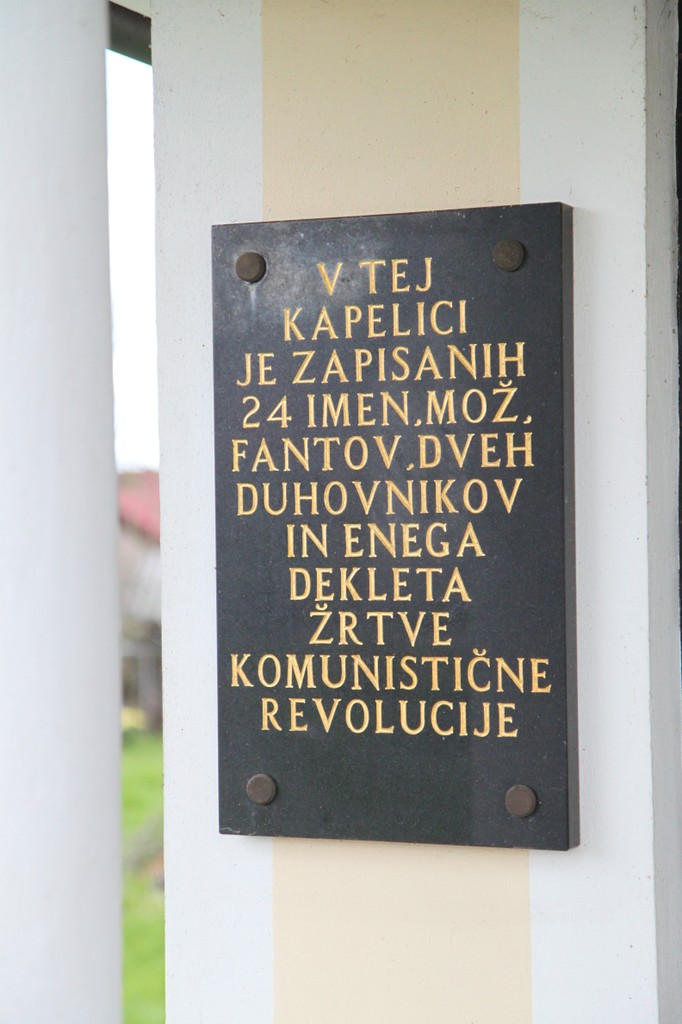 V TEJ
KAPELICI
JE ZAPISANIH
24 IMEN, MOŽ,
FANTOV, DVEH
DUHOVNIKOV
IN ENEGA
DEKLETA
ŽRTVE
KOMUNISTIČNE
REVOLUCIJE